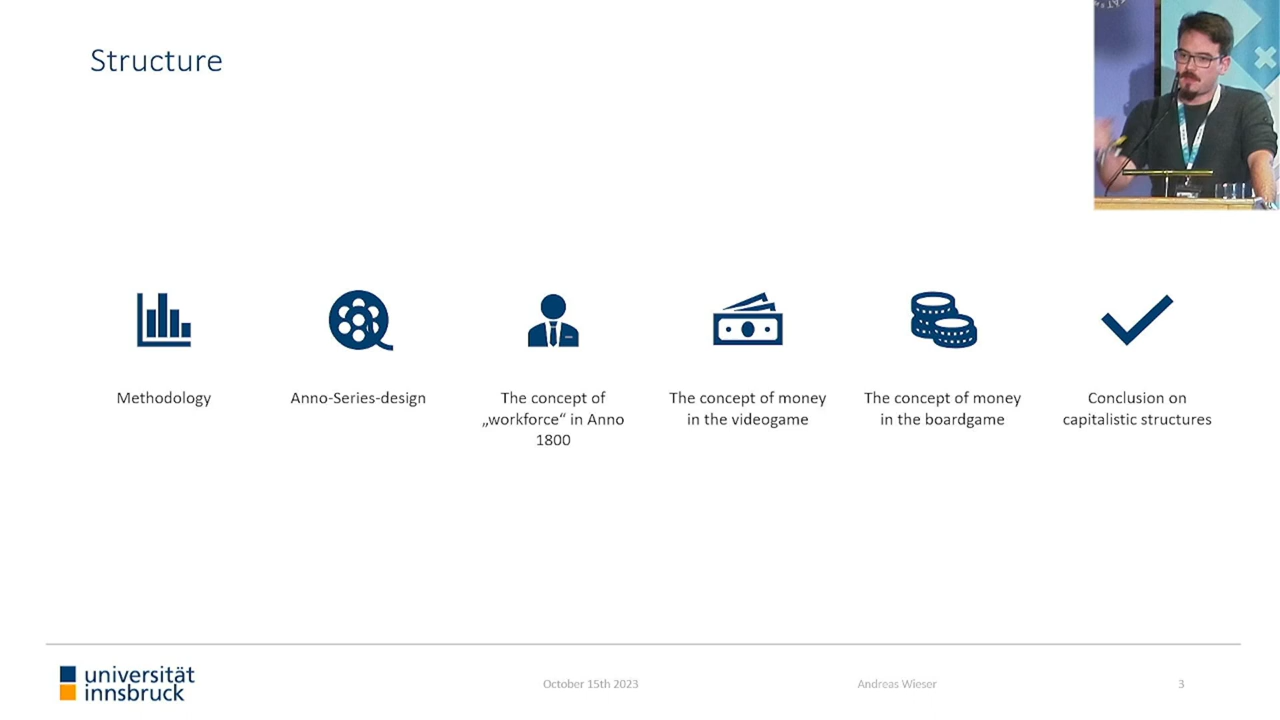 Structure
Methodology
Anno-Series-design
The concept of
„workforce“ in Anno
1800
The concept of money
in the videogame
The concept of money
in the boardgame
Conclusion on
capitalistic structures
universität
innsbruck
October 15th 2023
Andreas Wieser
3